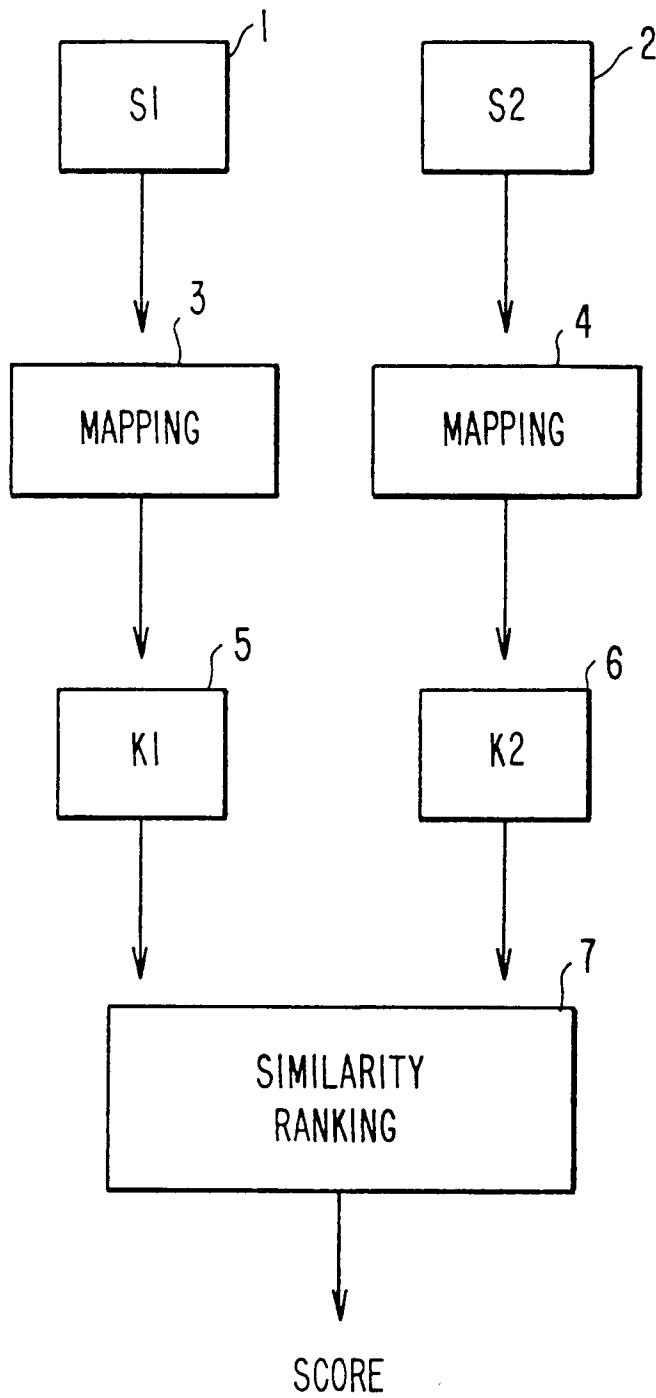 1
2
S1
S2
3
4
MAPPING
MAPPING
5
6
K1
K2
7
SIMILARITY
RANKING
SCORE